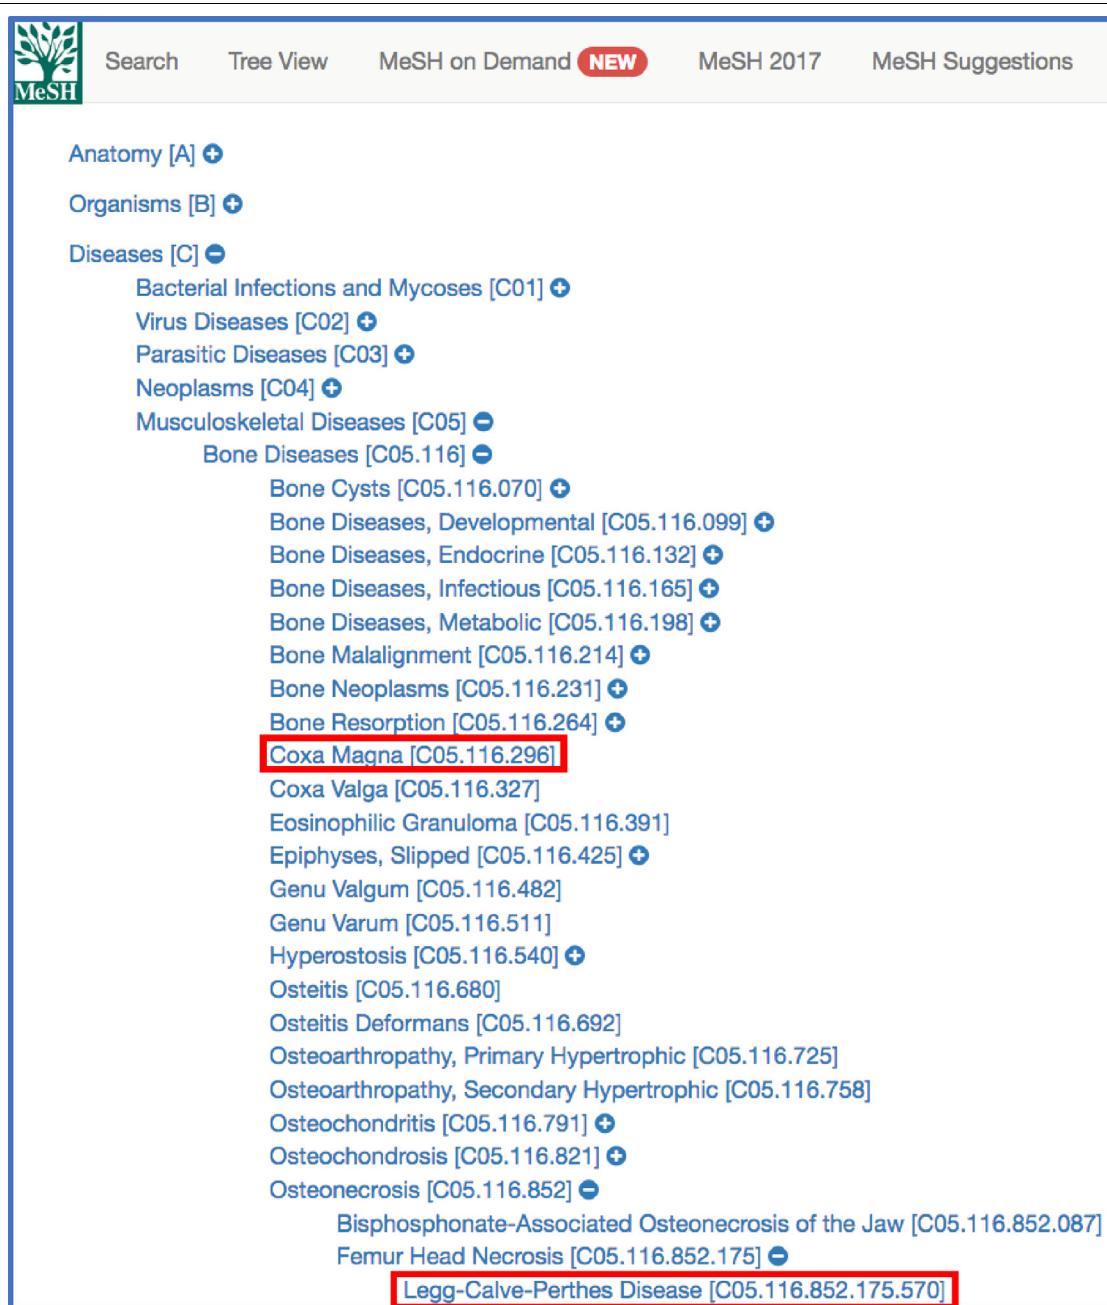 MeSH
Search Tree View MeSH on Demand NEW MeSH 2017 MeSH Suggestions
Anatomy [A]
Organisms [B]
Diseases [C]
Bacterial Infections and Mycoses [C01]
Virus Diseases [C02]
Parasitic Diseases [C03]
Neoplasms [C04]
Musculoskeletal Diseases [C05]
Bone Diseases [C05.116]
Bone Cysts [C05.116.070]
Bone Diseases, Developmental [C05.116.099]
Bone Diseases, Endocrine [C05.116.132]
Bone Diseases, Infectious [C05.116.165]
Bone Diseases, Metabolic [C05.116.198]
Bone Malalignment [C05.116.214]
Bone Neoplasms [C05.116.231]
Bone Resorption [C05.116.264]
Coxa Magna [C05.116.296]
Coxa Valga [C05.116.327]
Eosinophilic Granuloma [C05.116.391]
Epiphyses, Slipped [C05.116.425]
Genu Valgum [C05.116.482]
Genu Varum [C05.116.511]
Hyperostosis [C05.116.540]
Osteitis [C05.116.680]
Osteitis Deformans [C05.116.692]
Osteoarthropathy, Primary Hypertrophic [C05.116.725]
Osteoarthropathy, Secondary Hypertrophic [C05.116.758]
Osteochondritis [C05.116.791]
Osteochondrosis [C05.116.821]
Osteonecrosis [C05.116.852]
Bisphosphonate-Associated Osteonecrosis of the Jaw [C05.116.852.087]
Femur Head Necrosis [C05.116.852.175]
Legg-Calve-Perthes Disease [C05.116.852.175.570]